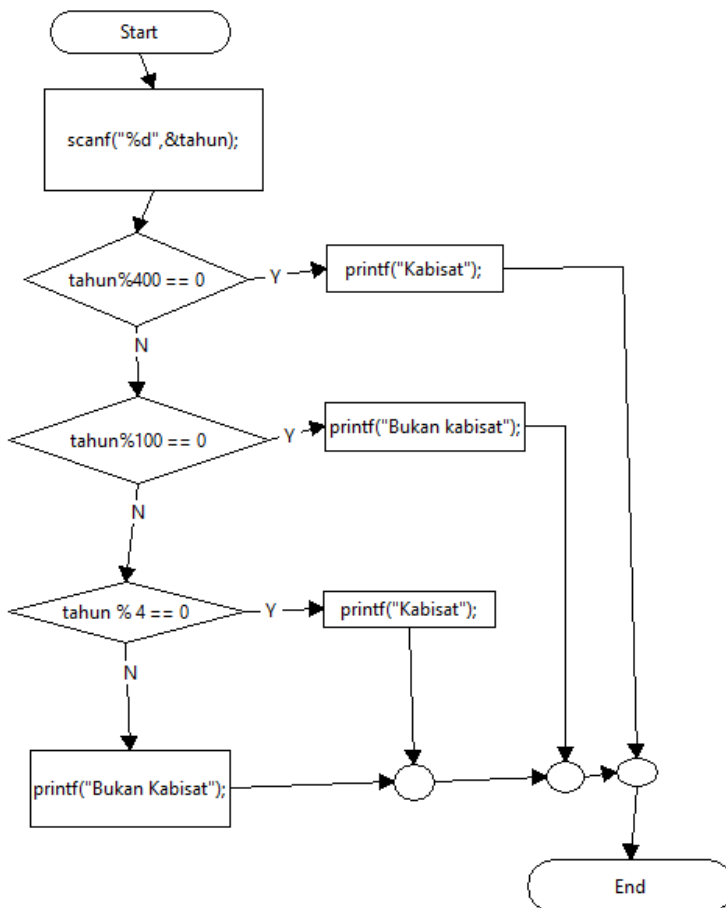 Start
scanf("%d",&tahun);
tahun%400 == 0
Y
printf("Kabisat");
N
tahun%100 == 0
Y
printf("Bukan kabisat");
N
tahun % 4 == 0
Y
printf("Kabisat");
N
printf("Bukan Kabisat");
End